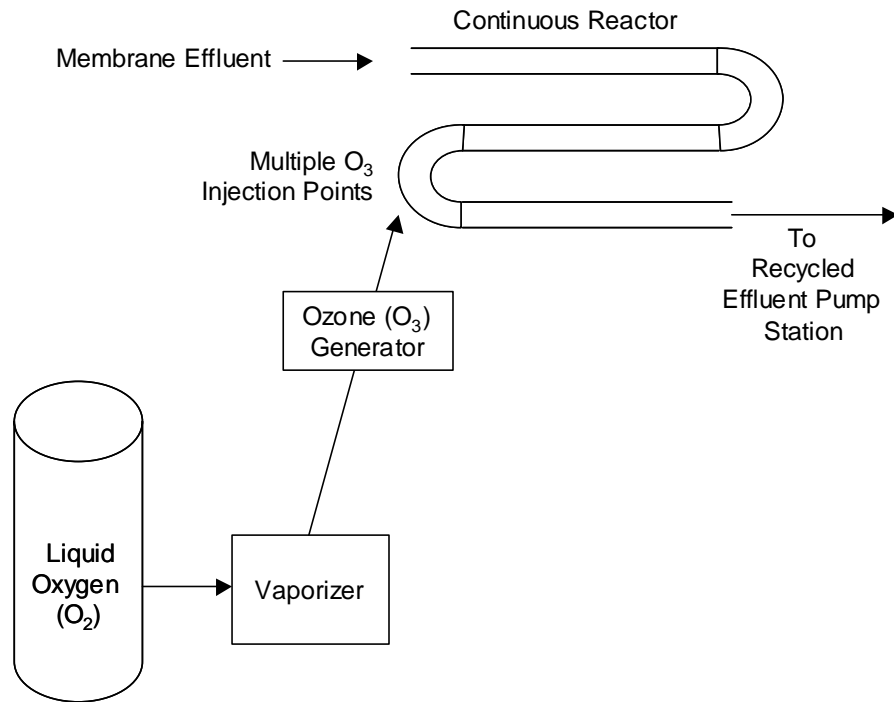 Continuous Reactor
Membrane Effluent
Multiple O₃
Injection Points
To
Recycled
Effluent Pump
Station
Ozone (O₃)
Generator
Liquid
Oxygen
(O₂)
Vaporizer